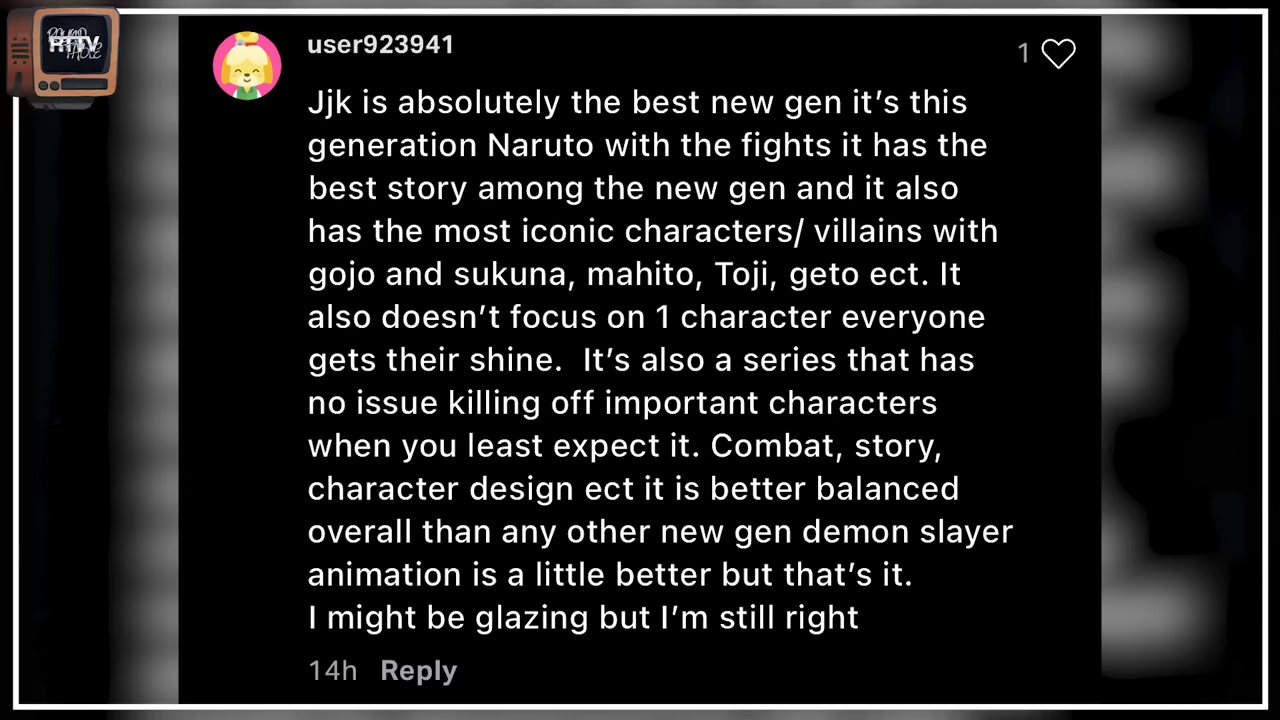 RTTV
user923941
1
Jjk is absolutely the best new gen it’s this
generation Naruto with the fights it has the
best story among the new gen and it also
has the most iconic characters/ villains with
gojo and sukuna, mahito, Toji, geto ect. It
also doesn’t focus on 1 character everyone
gets their shine.  It’s also a series that has
no issue killing off important characters
when you least expect it. Combat, story,
character design ect it is better balanced
overall than any other new gen demon slayer
animation is a little better but that’s it.
I might be glazing but I’m still right
14h Reply